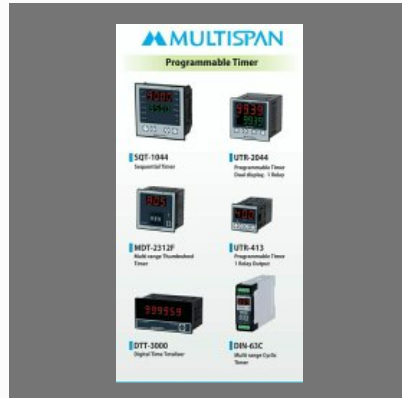 MULTISPAN
Programmable Timer
SQT-1044
Sequential Timer
UTR-2044
Programmable Timer
Dual display, 1 Relay
MDT-2312F
Multi range Thumbwheel
Timer
UTR-413
Programmable Timer
1 Relay Output
DTT-3000
Digital Time Totalizer
DIN-63C
Multi range Cyclic
Timer